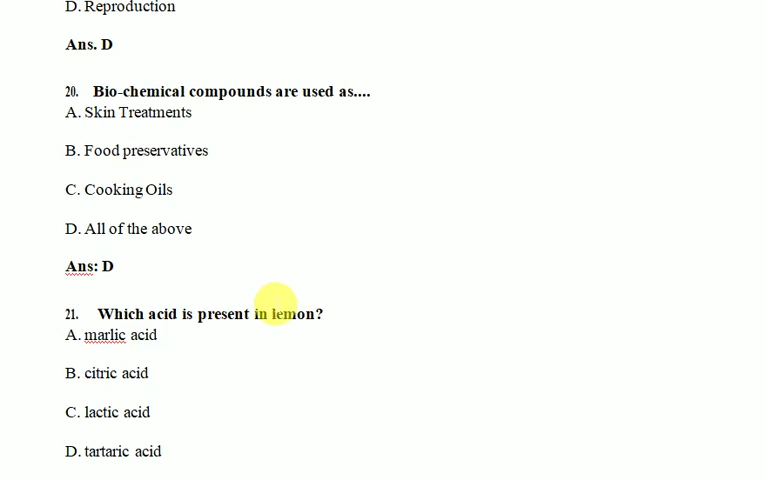 D. Reproduction
Ans. D
20. Bio-chemical compounds are used as....
A. Skin Treatments
B. Food preservatives
C. Cooking Oils
D. All of the above
Ans: D
21. Which acid is present in lemon?
A. marlic acid
B. citric acid
C. lactic acid
D. tartaric acid